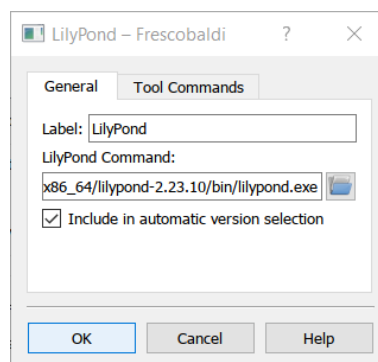 LilyPond – Frescobaldi ?
General Tool Commands
Label: LilyPond
LilyPond Command:
x86_64/lilypond-2.23.10/bin/lilypond.exe
Include in automatic version selection
OK Cancel Help